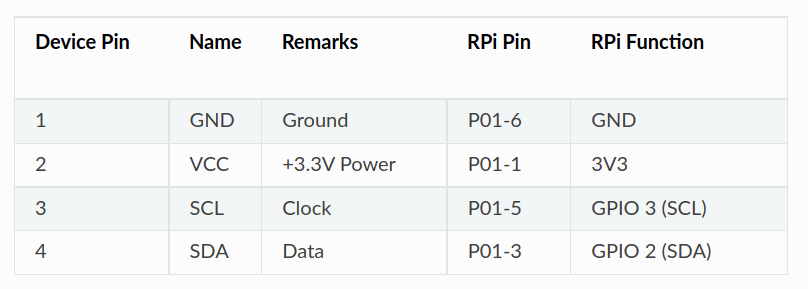 Device Pin Name Remarks RPi Pin RPi Function
1 GND Ground P01-6 GND
2 VCC +3.3V Power P01-1 3V3
3 SCL Clock P01-5 GPIO 3 (SCL)
4 SDA Data P01-3 GPIO 2 (SDA)